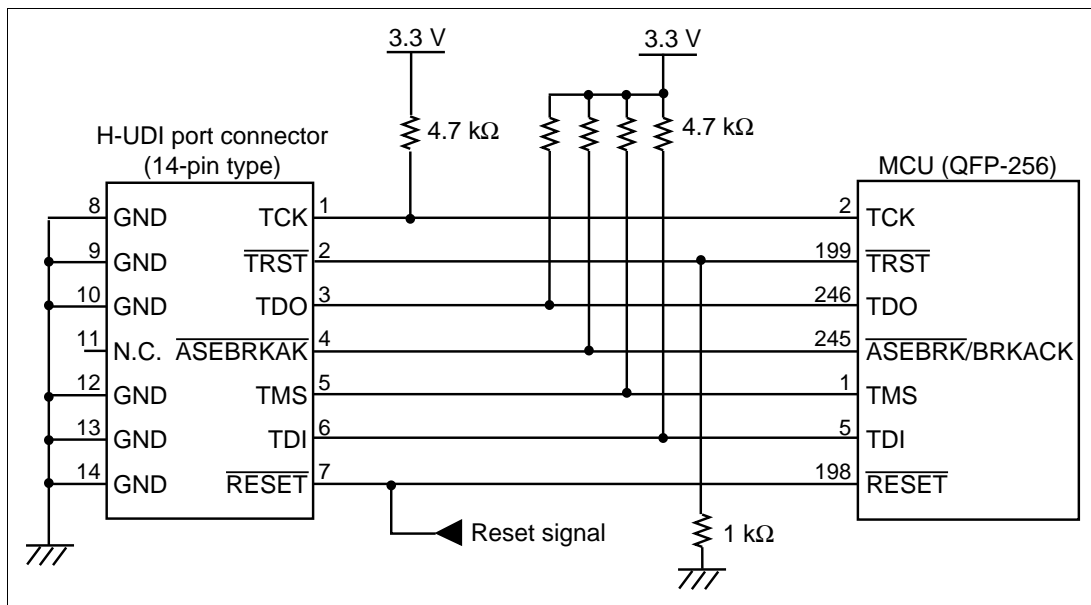 3.3 V
3.3 V
4.7 kΩ
4.7 kΩ
H-UDI port connector
(14-pin type)
MCU (QFP-256)
8 GND TCK 1 2 TCK
9 GND TRST 2 199 TRST
10 GND TDO 3 246 TDO
11 N.C. ASEBRKAK 4 245 ASEBRK/BRKACK
12 GND TMS 5 1 TMS
13 GND TDI 6 5 TDI
14 GND RESET 7 198 RESET
Reset signal
1 kΩ